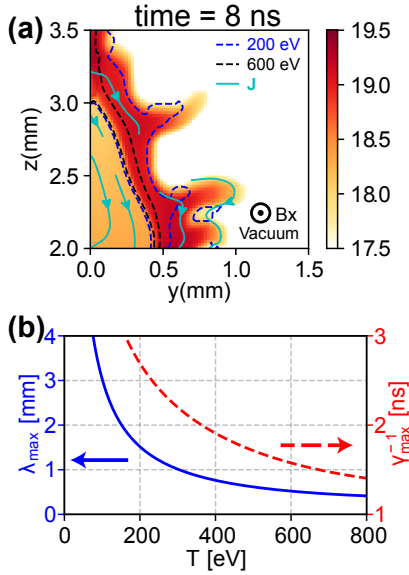 time = 8 ns
(a)
3.5
3.0
2.5
2.0
z(mm)
0.0
0.5
1.0
1.5
y(mm)
200 eV
600 eV
J
Bx
Vacuum
19.5
19.0
18.5
18.0
17.5
(b)
4
3
2
1
0
λmax [mm]
3
2
1
γ⁻¹max [ns]
0
200
400
600
800
T [eV]